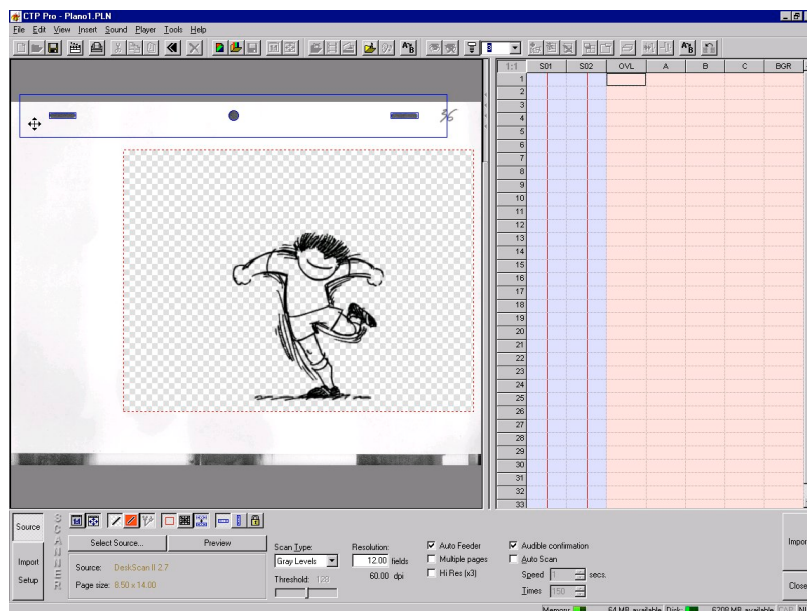 CTP Pro - Plano1.PLN
File Edit View Insert Sound Player Tools Help
8
1:1 S01 S02 OVL A B C BGR
1
2
3
4
5
6
7
8
9
10
11
12
13
14
15
16
17
18
19
20
21
22
23
24
25
26
27
28
29
30
31
32
33
Source
Import
Setup
SCANNER
Select Source... Preview
Source: DeskScan II 2.7
Page size: 8.50 x 14.00
Scan Type: Resolution:
Gray Levels 12.00 fields
Threshold: 128 60.00 dpi
Auto Feeder
Multiple pages
Hi Res (x3)
Audible confirmation
Auto Scan
Speed 1 secs.
Times 150
Impor
Close
Memory 64 MB available Disk 6208 MB available CAP